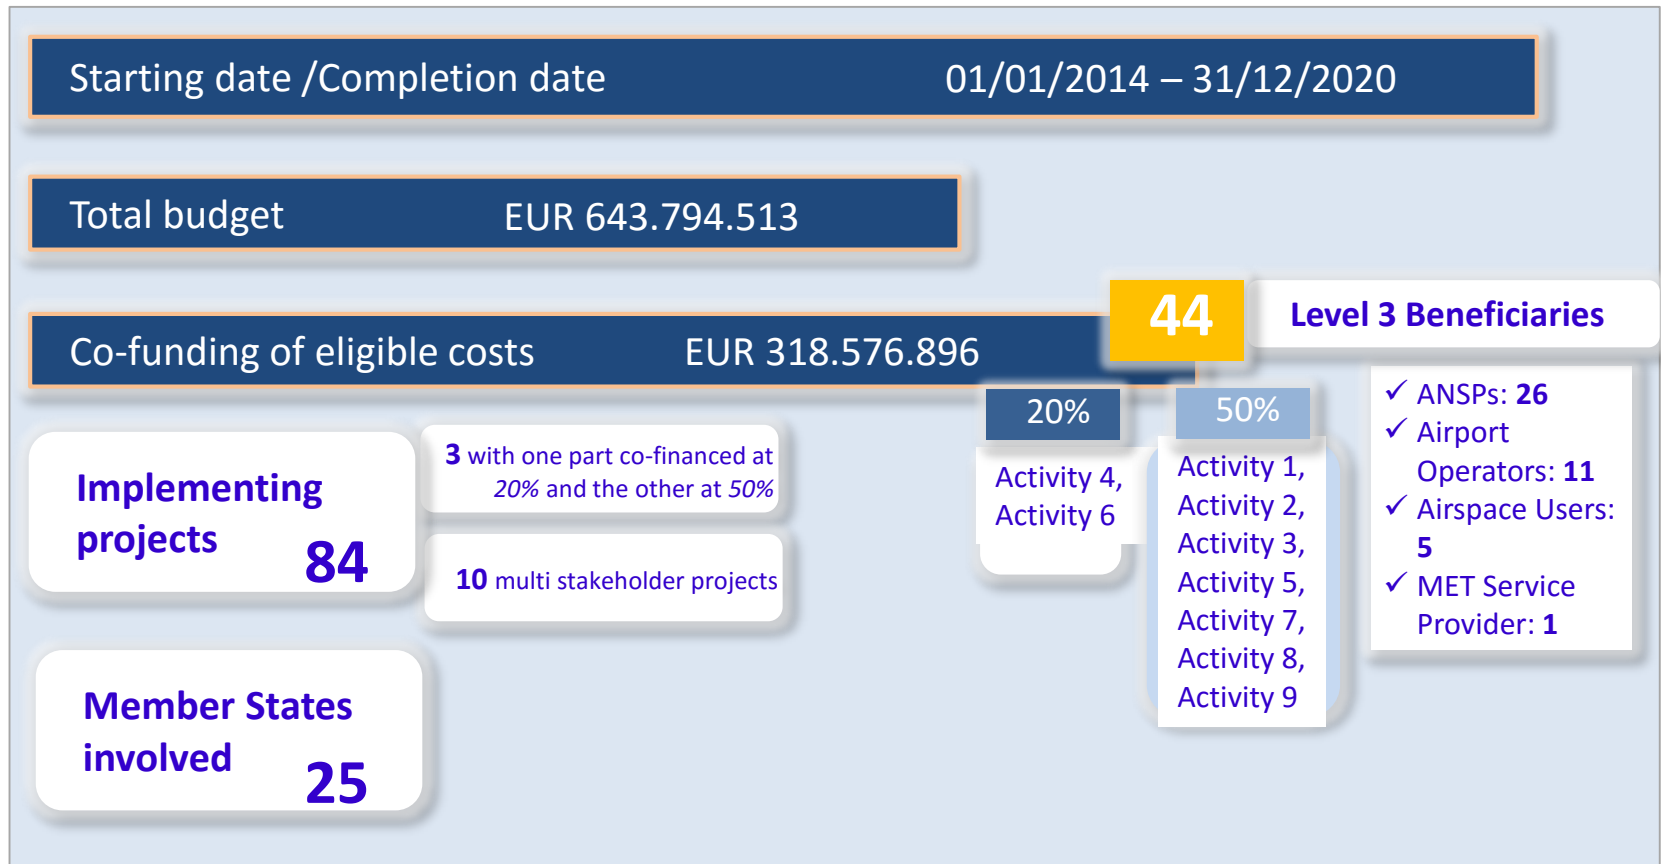 Starting date /Completion date 01/01/2014 – 31/12/2020
Total budget EUR 643.794.513
Co-funding of eligible costs EUR 318.576.896
44 Level 3 Beneficiaries
✓ ANSPs: 26
✓ Airport
Operators: 11
✓ Airspace Users:
5
✓ MET Service
Provider: 1
20%
Activity 4,
Activity 6
50%
Activity 1,
Activity 2,
Activity 3,
Activity 5,
Activity 7,
Activity 8,
Activity 9
Implementing
projects 84
3 with one part co-financed at
20% and the other at 50%
10 multi stakeholder projects
Member States
involved 25